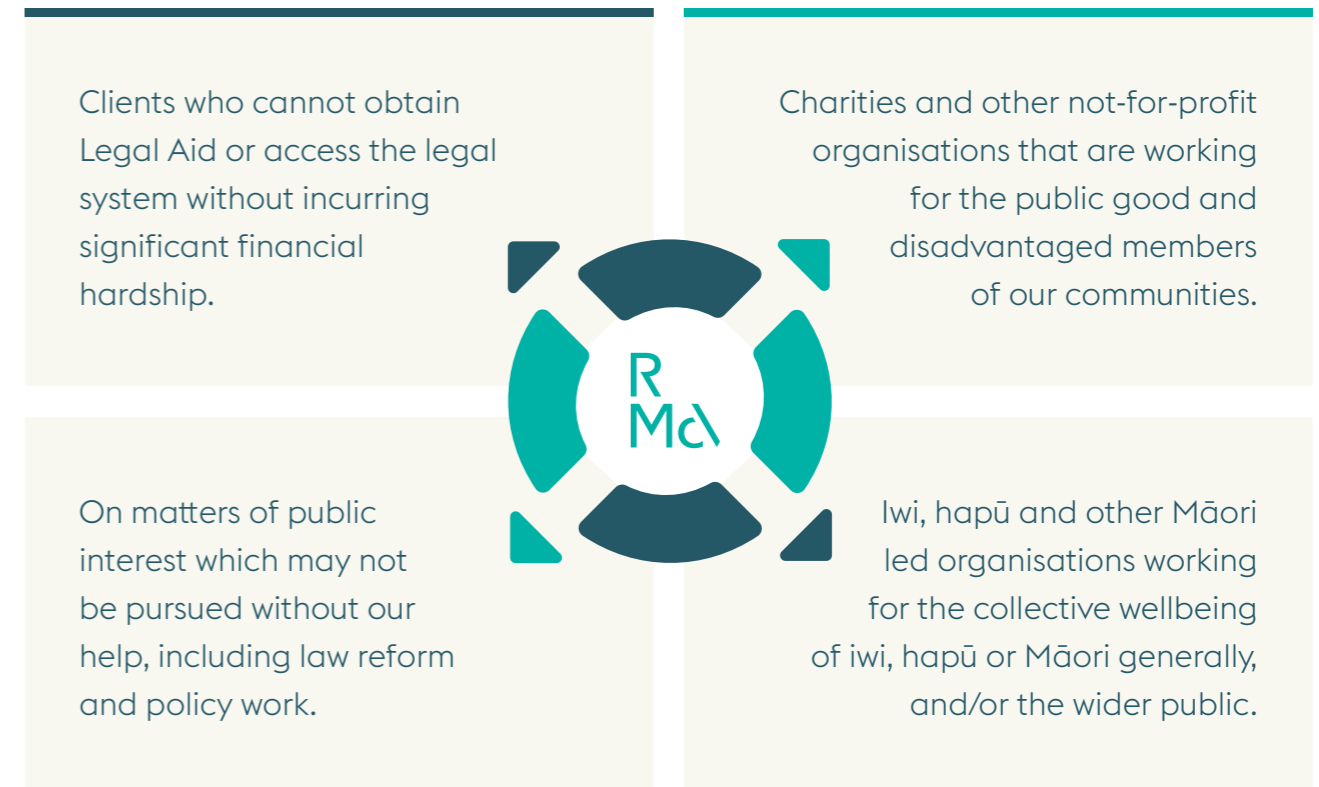 Clients who cannot obtain
Legal Aid or access the legal
system without incurring
significant financial
hardship.
Charities and other not-for-profit
organisations that are working
for the public good and
disadvantaged members
of our communities.
R
Mc
On matters of public
interest which may not
be pursued without our
help, including law reform
and policy work.
Iwi, hapū and other Māori
led organisations working
for the collective wellbeing
of iwi, hapū or Māori generally,
and/or the wider public.